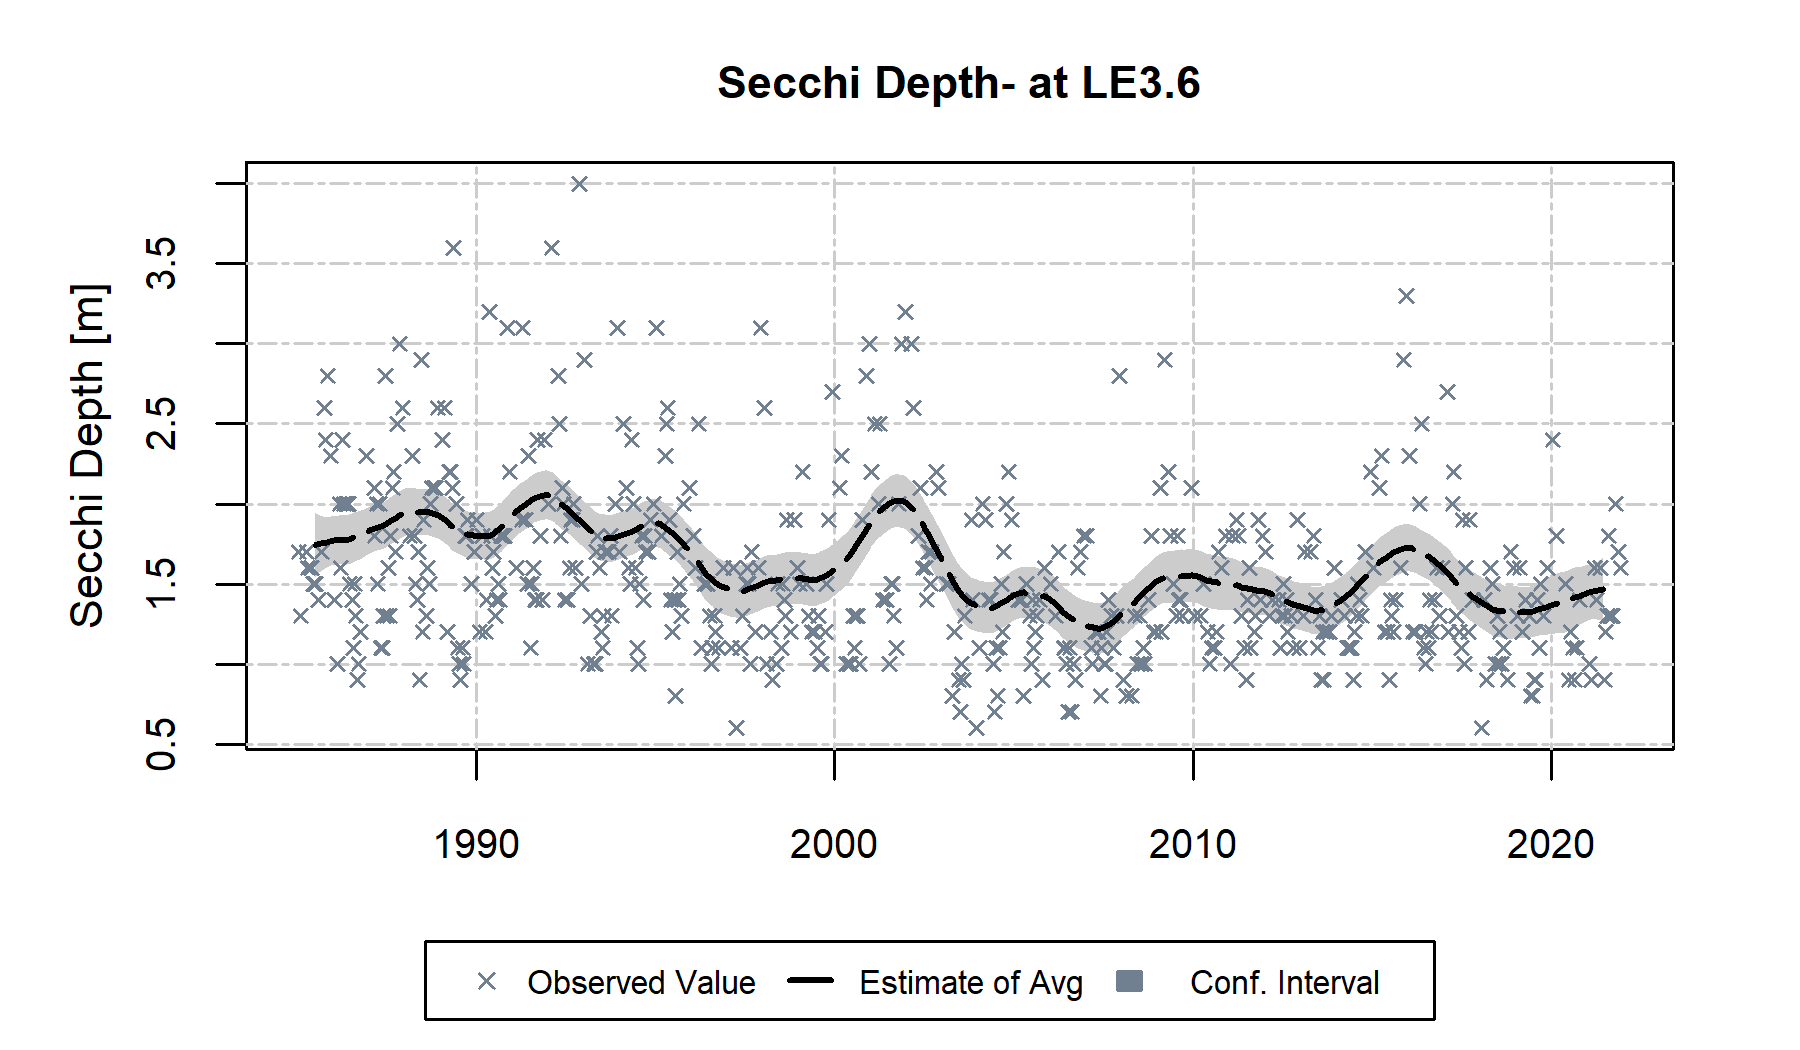 Secchi Depth- at LE3.6
Secchi Depth [m]
3.5
2.5
1.5
0.5
1990 2000 2010 2020
Observed Value Estimate of Avg Conf. Interval